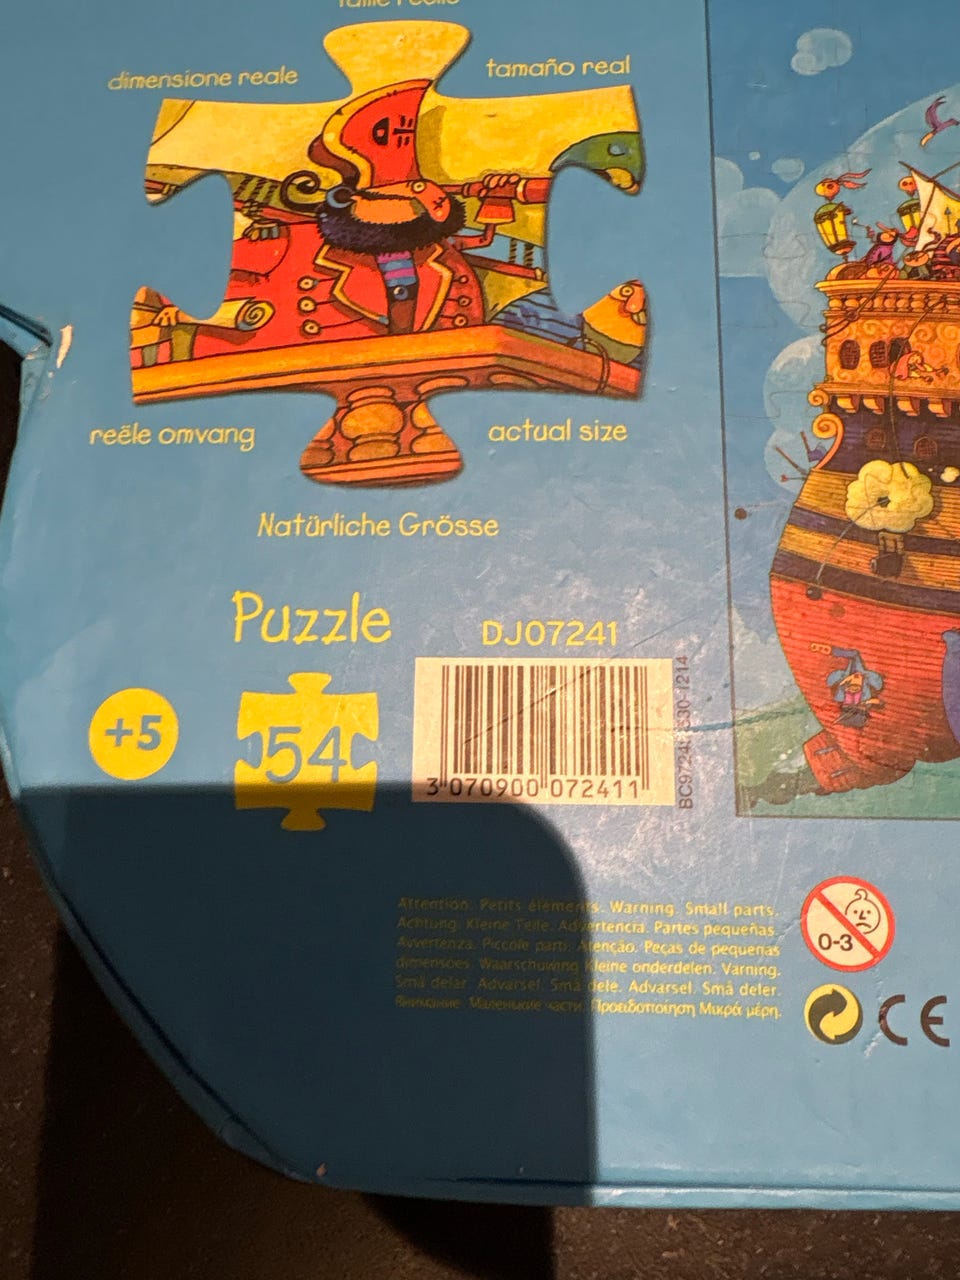 taille réelle
dimensione reale
tamaño real
reële omvang
actual size
Natürliche Grösse
Puzzle
DJ07241
+5
54
3 070900 072411
Attention. Petits éléments. Warning. Small parts.
Achtung. Kleine Teile. Advertencia. Partes pequeñas.
Avvertenza. Piccole parti. Atenção. Peças de pequenas
dimensões. Waarschuwing. Kleine onderdelen. Varning.
Små delar. Advarsel. Små dele. Advarsel. Små deler.
Внимание. Маленькие части. Προειδοποίηση Μικρά μέρη.
0-3
CE